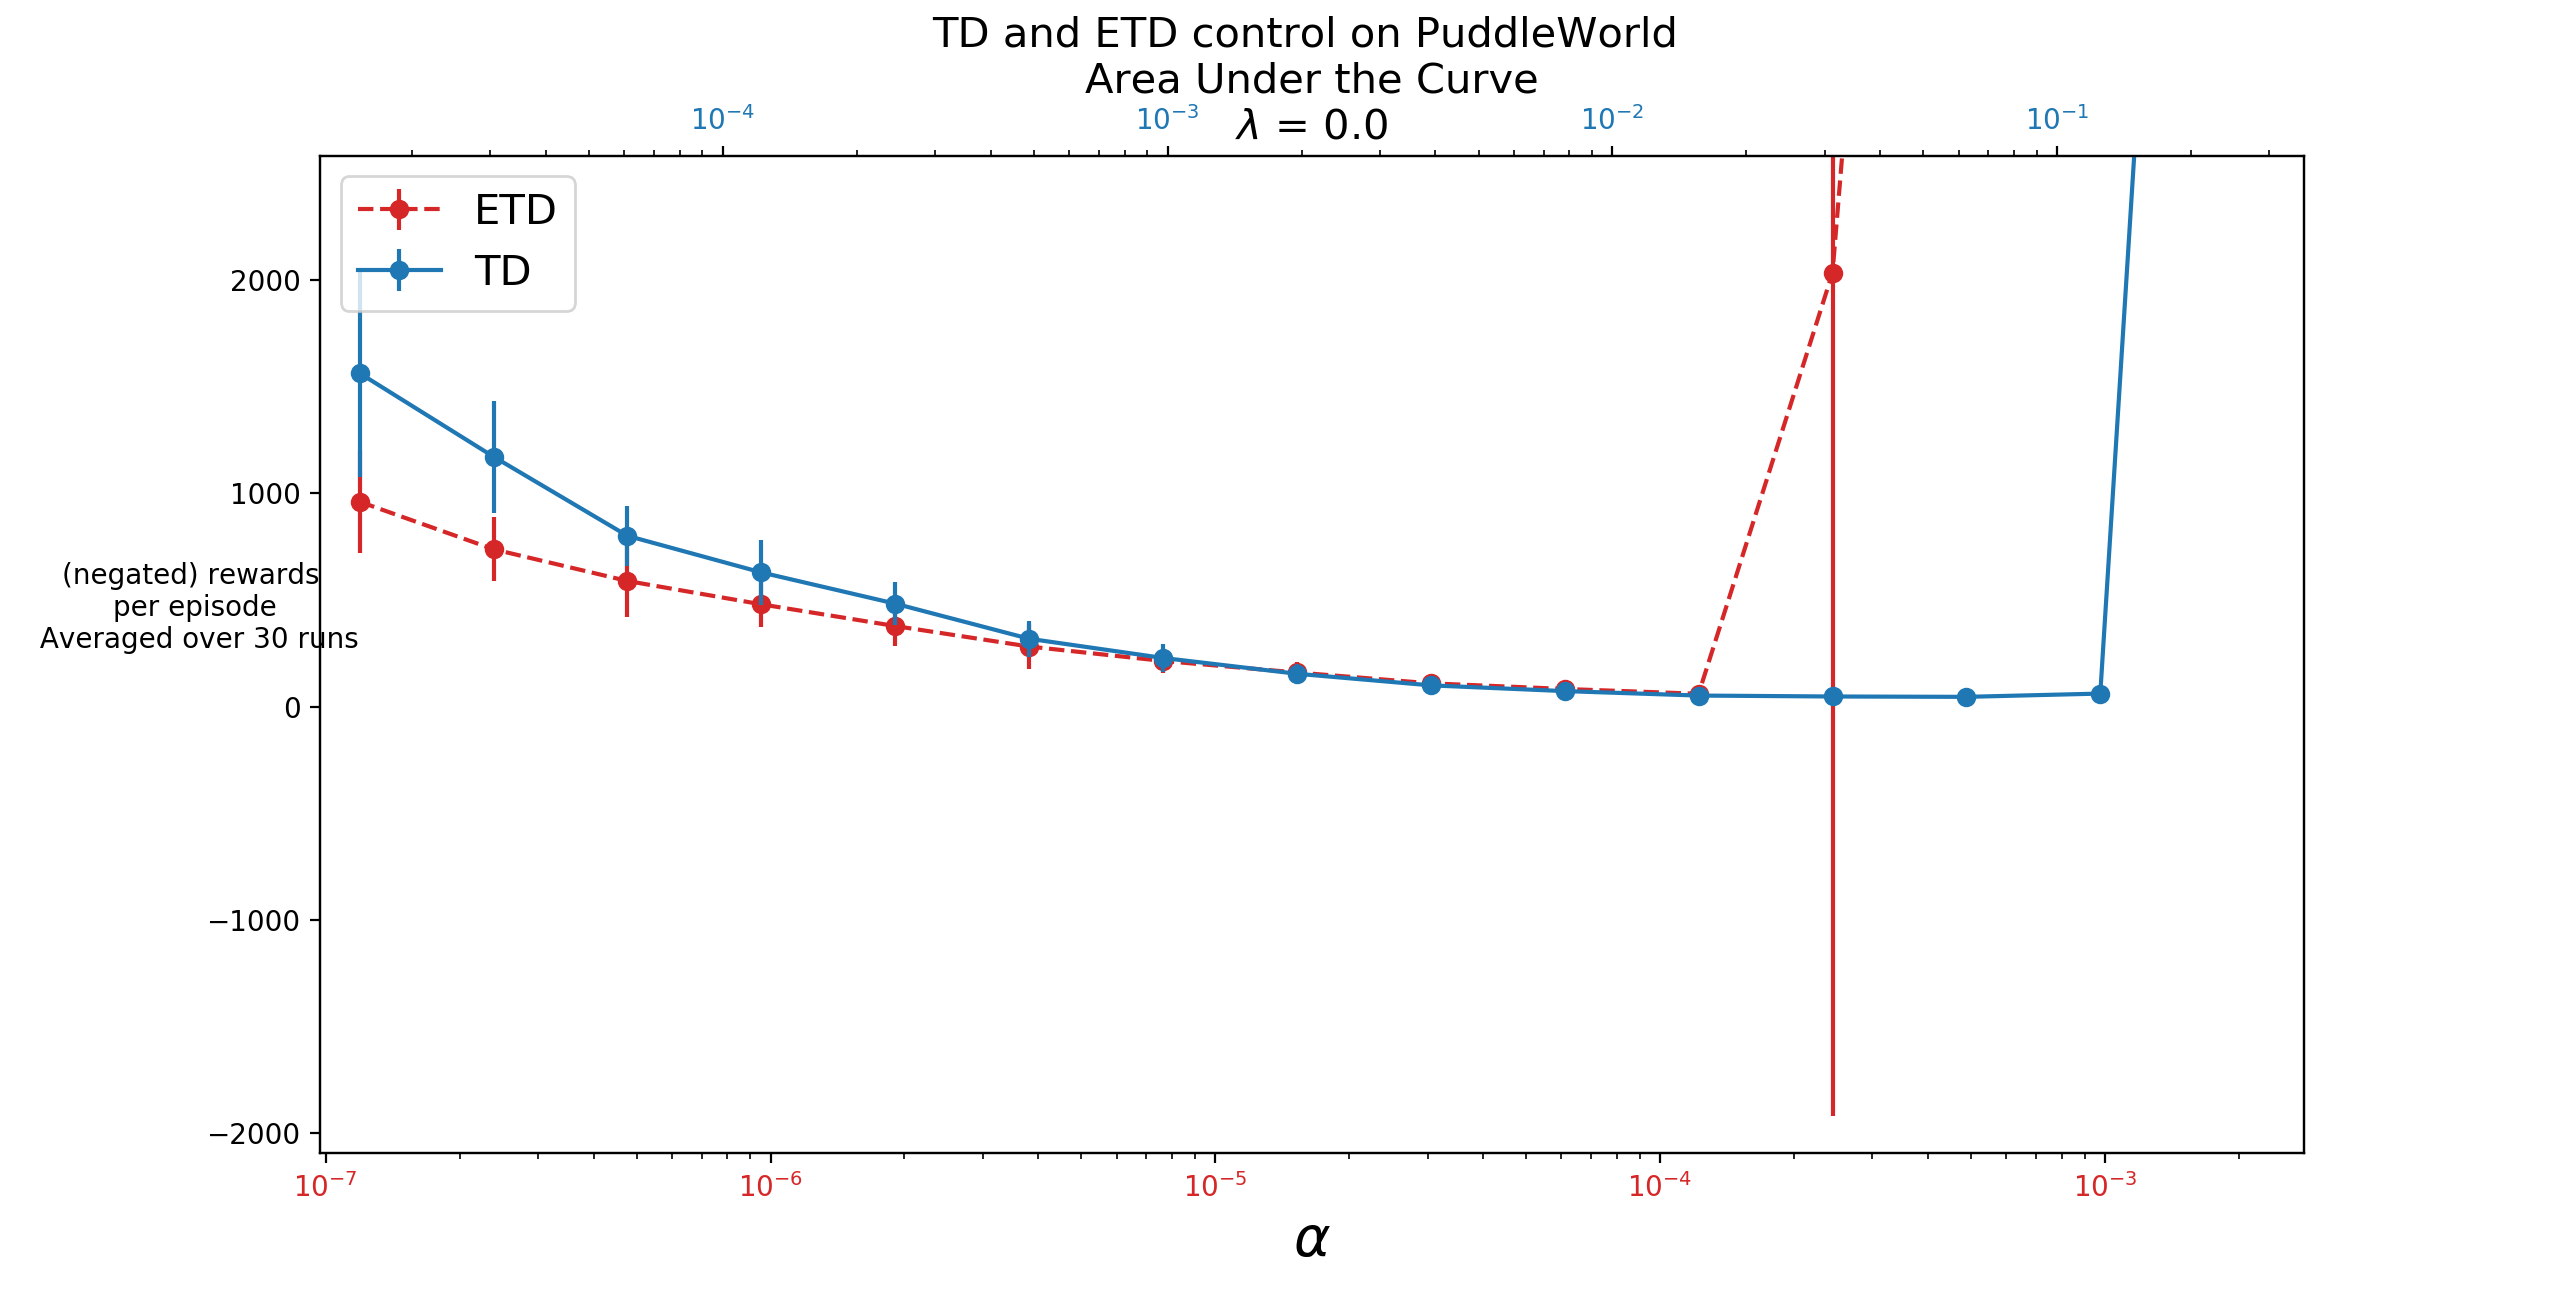 TD and ETD control on PuddleWorld
Area Under the Curve
λ = 0.0
10⁻⁴ 10⁻³ 10⁻² 10⁻¹
ETD
TD
2000
1000
(negated) rewards
per episode
Averaged over 30 runs
0
−1000
−2000
10⁻⁷ 10⁻⁶ 10⁻⁵ 10⁻⁴ 10⁻³
α